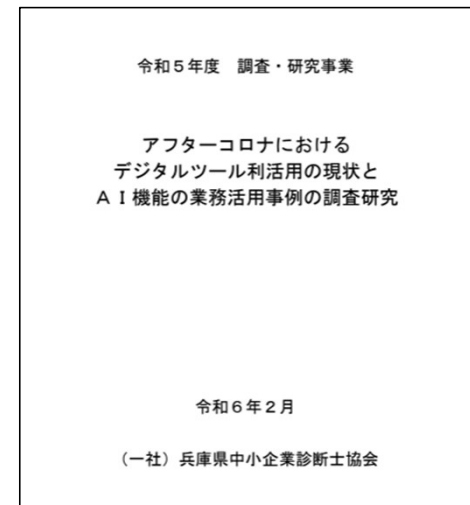 令和５年度　調査・研究事業
アフターコロナにおける
デジタルツール利活用の現状と
ＡＩ機能の業務活用事例の調査研究
令和６年２月
（一社）兵庫県中小企業診断士協会